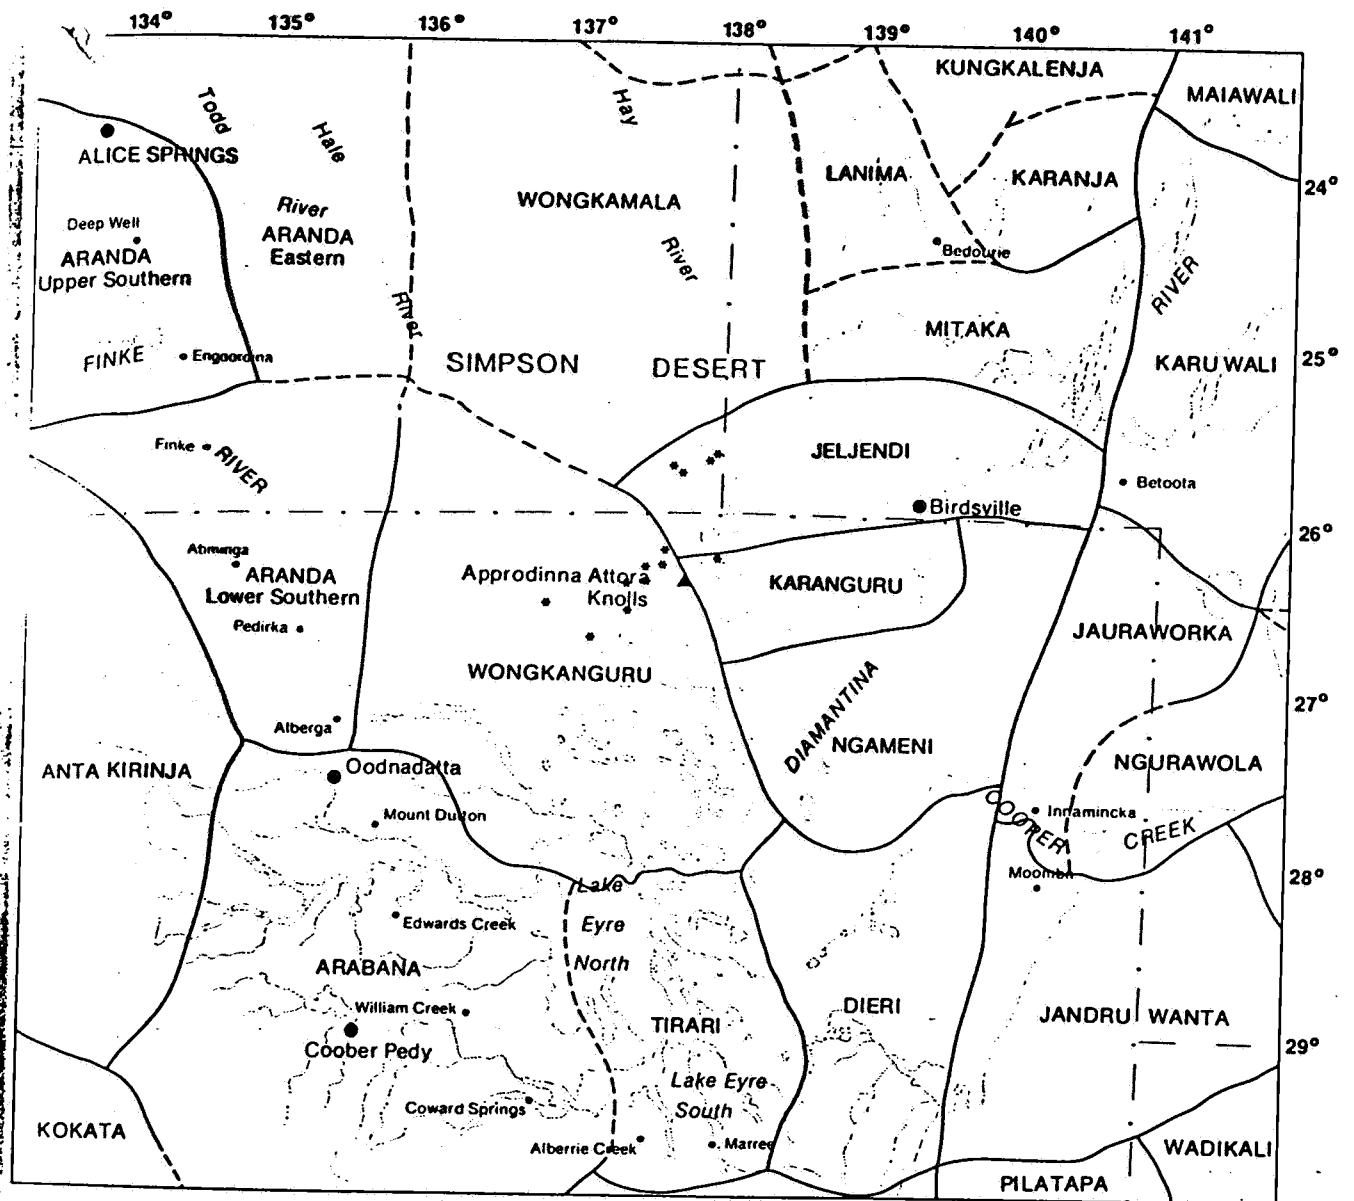 134° 135° 136° 137° 138° 139° 140° 141°
KUNGKALENJA
MAIAWALI
Todd
Hale
Hay
ALICE SPRINGS
LANIMA
KARANJA
24°
WONGKAMALA
River
Deep Well
ARANDA
Eastern
River
ARANDA
Upper Southern
Bedourie
RIVER
River
MITAKA
FINKE
Engoordina
SIMPSON DESERT
KARU WALI
25°
Finke
RIVER
JELJENDI
Betoota
Birdsville
26°
Abminga
ARANDA
Lower Southern
Approdinna Attora
Knolls
KARANGURU
Pedirka
JAURAWORKA
WONGKANGURU
27°
Alberga
DIAMANTINA
NGAMENI
ANTA KIRINJA
Oodnadatta
NGURAWOLA
Mount Dutton
COOPER
Innamincka
CREEK
Moomba
28°
Lake
Eyre
North
Edwards Creek
ARABANA
William Creek
DIERI
JANDRU WANTA
TIRARI
Coober Pedy
29°
Lake Eyre
South
Coward Springs
KOKATA
Alberrie Creek
Marree
WADIKALI
PILATAPA